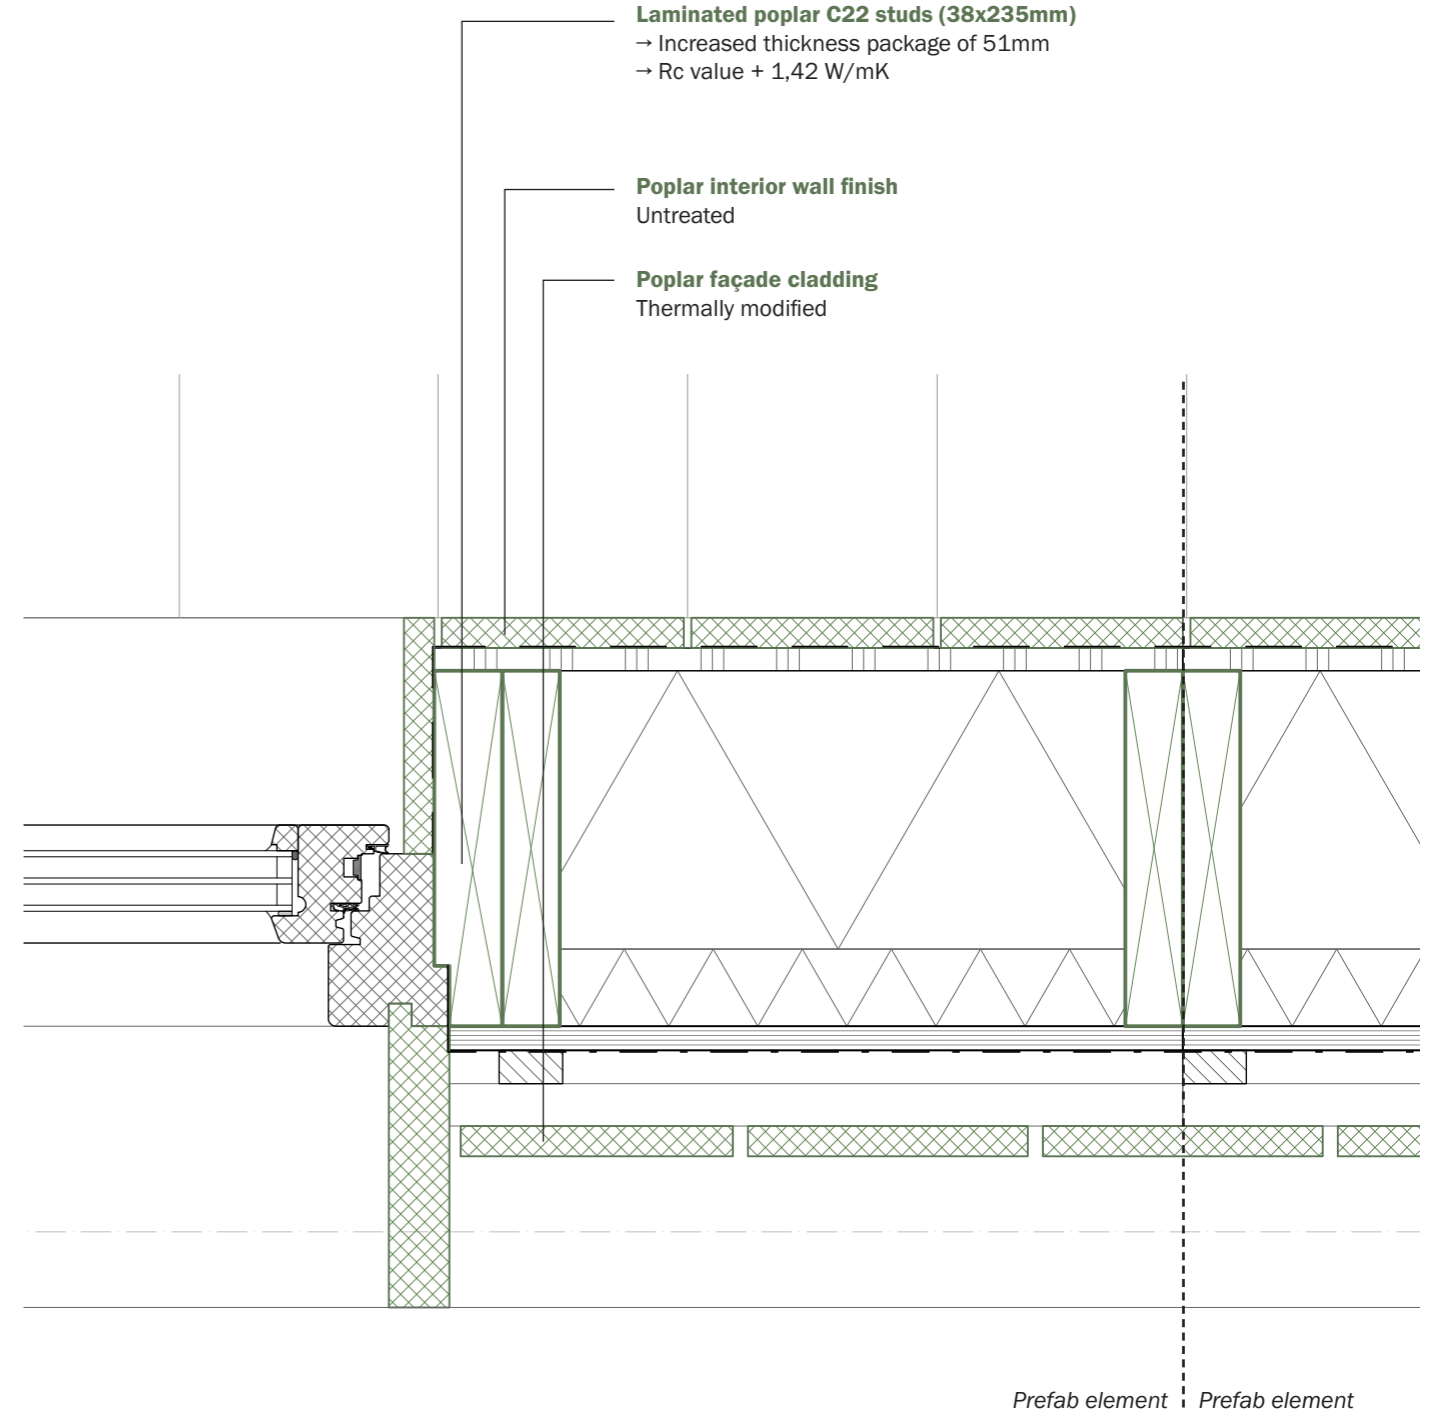 Laminated poplar C22 studs (38x235mm)
→ Increased thickness package of 51mm
→ Rc value + 1,42 W/mK
Poplar interior wall finish
Untreated
Poplar façade cladding
Thermally modified
Prefab element
Prefab element